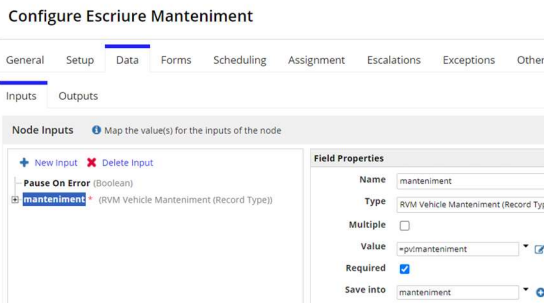 Configure Escriure Manteniment
General Setup Data Forms Scheduling Assignment Escalations Exceptions Other
Inputs Outputs
Node Inputs Map the value(s) for the inputs of the node
New Input Delete Input
Pause On Error (Boolean)
manteniment * (RVM Vehicle Manteniment (Record Type))
Field Properties
Name manteniment
Type RVM Vehicle Manteniment (Record Typ
Multiple
Value =pv!manteniment
Required
Save into manteniment